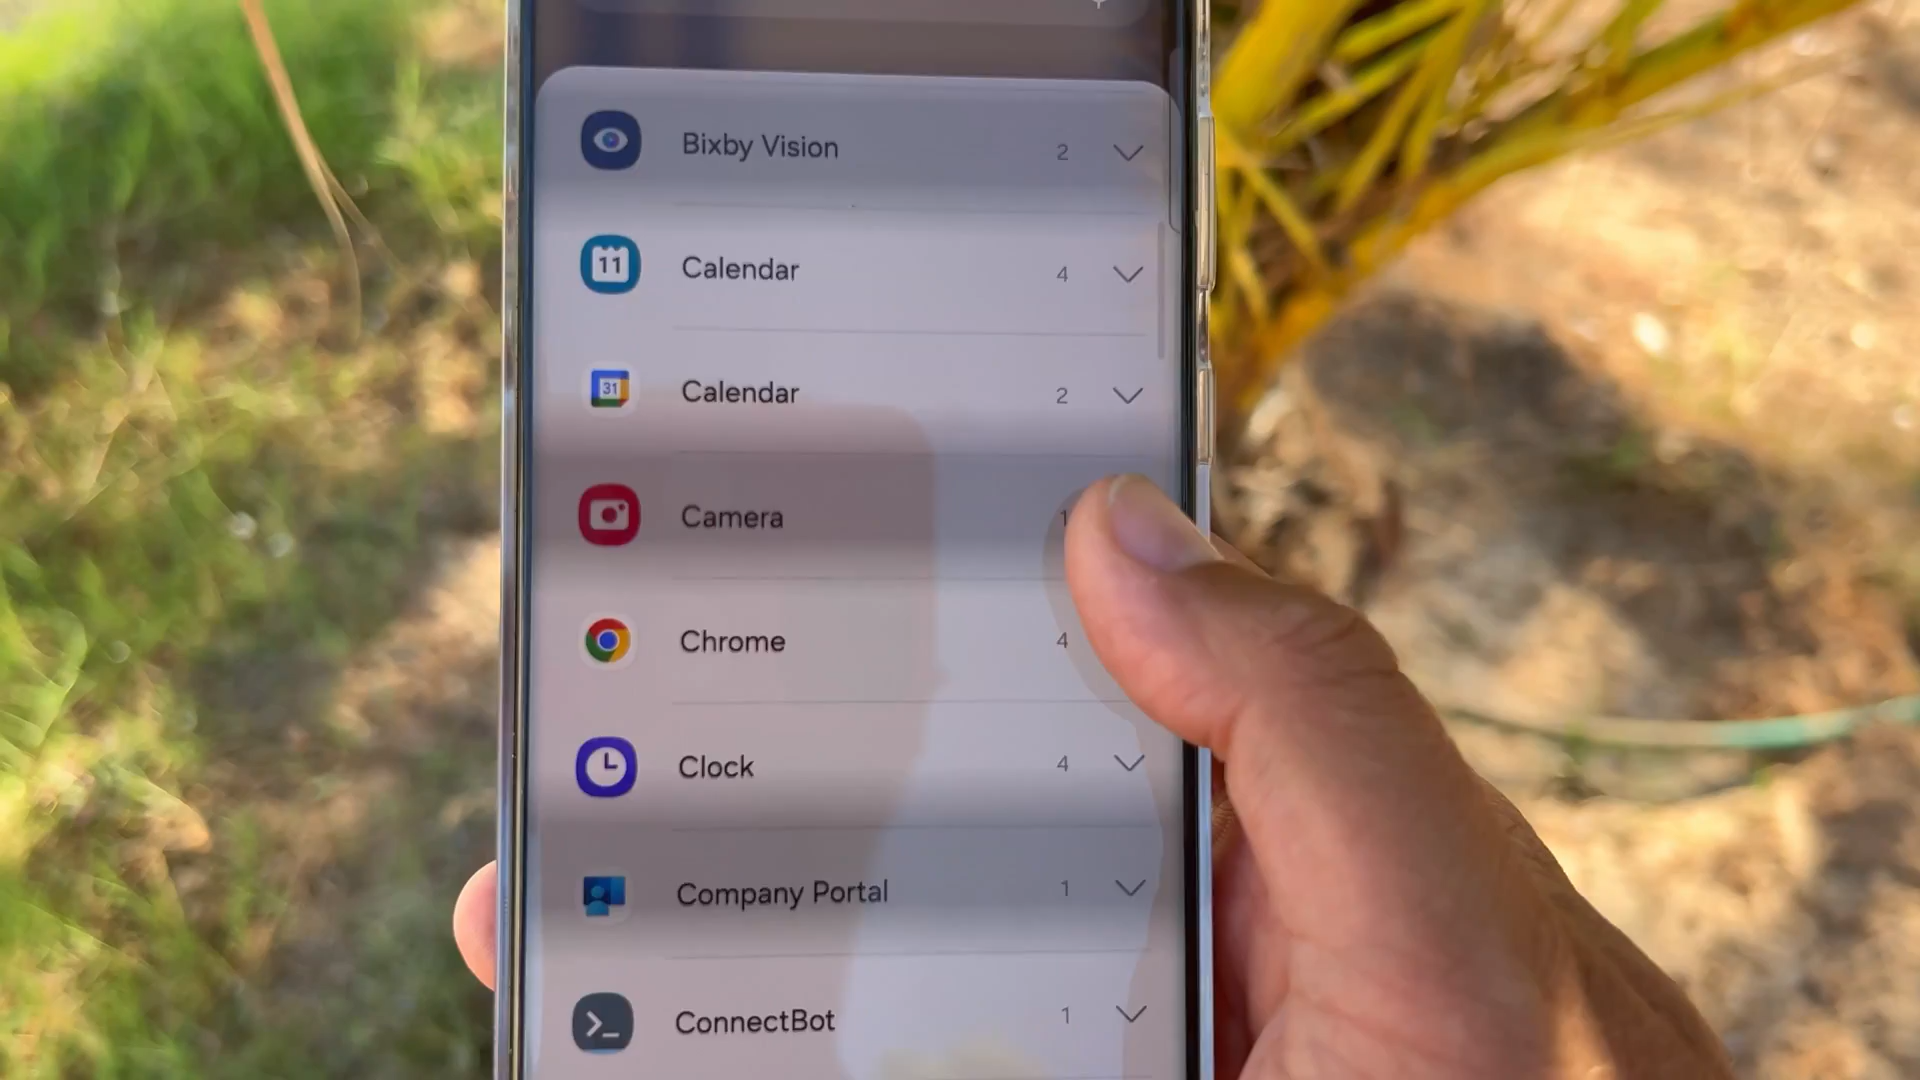 Bixby Vision 2
11 Calendar 4
31 Calendar 2
Camera 1
Chrome 4
Clock 4
Company Portal 1
ConnectBot 1